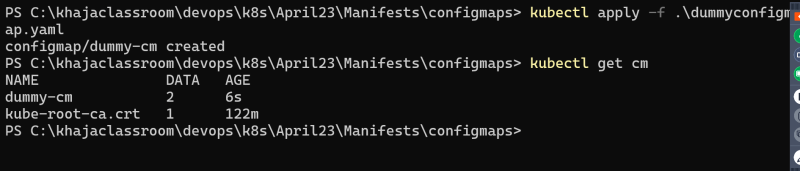 PS C:\khajaclassroom\devops\k8s\April23\Manifests\configmaps> kubectl apply -f .\dummyconfigm
ap.yaml
configmap/dummy-cm created
PS C:\khajaclassroom\devops\k8s\April23\Manifests\configmaps> kubectl get cm
NAME               DATA   AGE
dummy-cm           2      6s
kube-root-ca.crt   1      122m
PS C:\khajaclassroom\devops\k8s\April23\Manifests\configmaps>